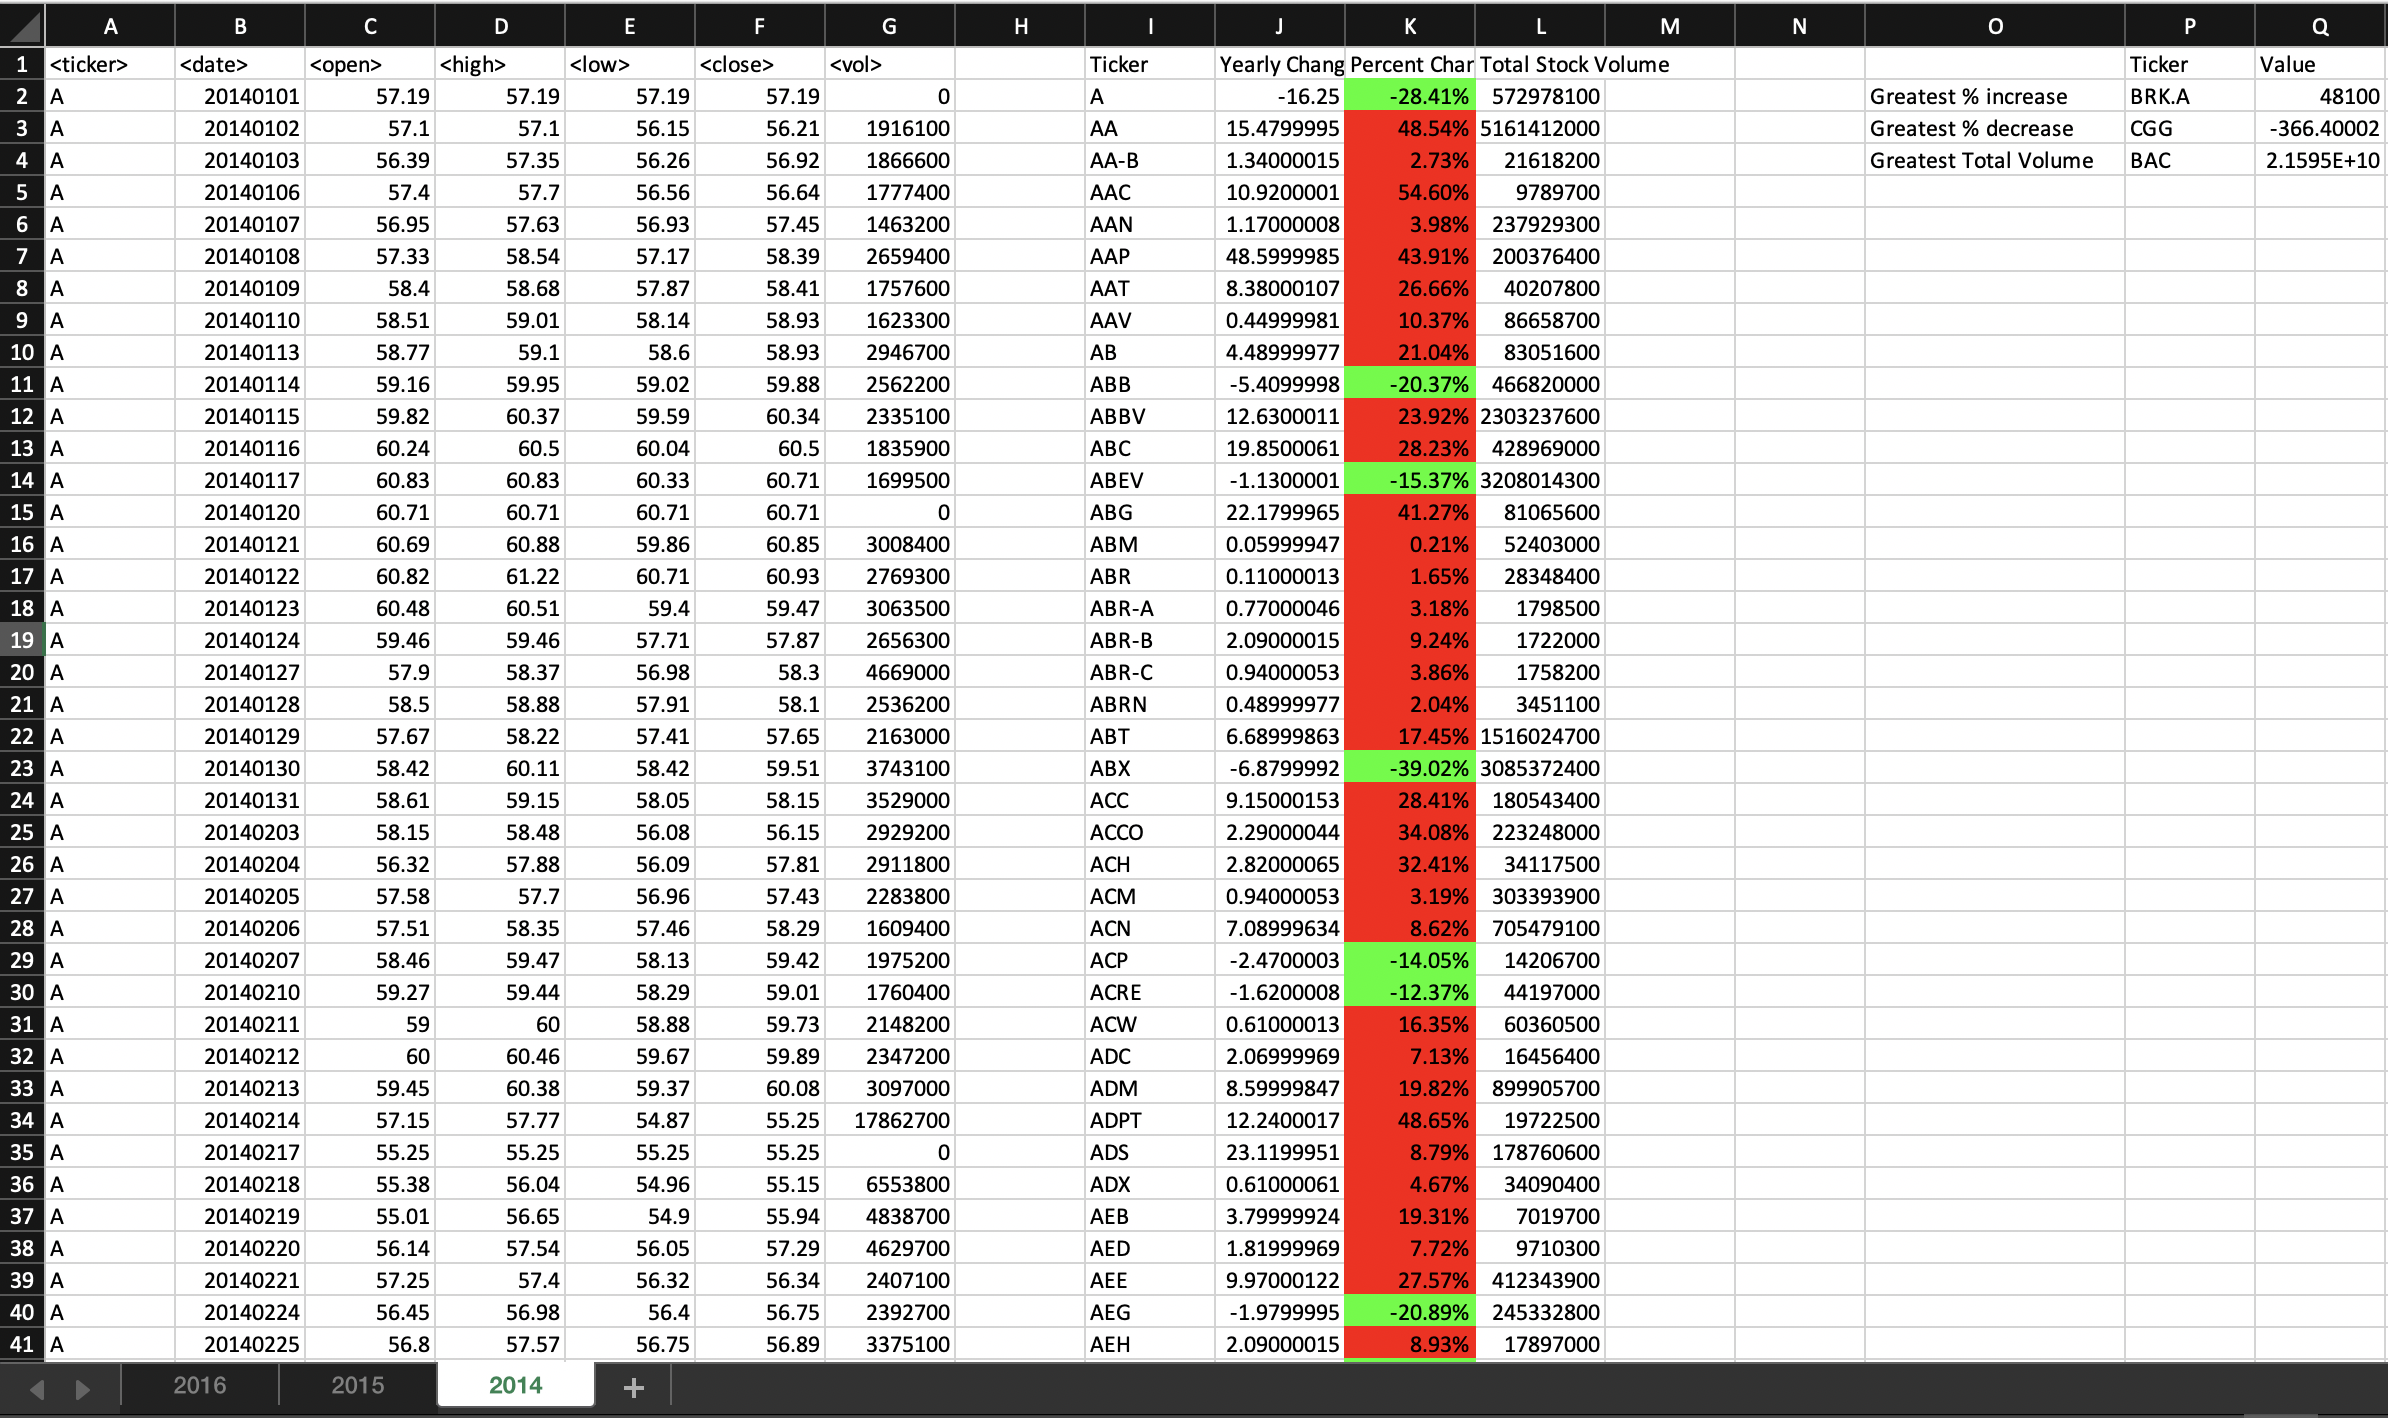 A B C D E F G H I J K L M N O P Q
1 <ticker> <date> <open> <high> <low> <close> <vol> Ticker Yearly Chang Percent Char Total Stock Volume Ticker Value
2 A 20140101 57.19 57.19 57.19 57.19 0 A -16.25 -28.41% 572978100 Greatest % increase BRK.A 48100
3 A 20140102 57.1 57.1 56.15 56.21 1916100 AA 15.4799995 48.54% 5161412000 Greatest % decrease CGG -366.40002
4 A 20140103 56.39 57.35 56.26 56.92 1866600 AA-B 1.34000015 2.73% 21618200 Greatest Total Volume BAC 2.1595E+10
5 A 20140106 57.4 57.7 56.56 56.64 1777400 AAC 10.9200001 54.60% 9789700
6 A 20140107 56.95 57.63 56.93 57.45 1463200 AAN 1.17000008 3.98% 237929300
7 A 20140108 57.33 58.54 57.17 58.39 2659400 AAP 48.5999985 43.91% 200376400
8 A 20140109 58.4 58.68 57.87 58.41 1757600 AAT 8.38000107 26.66% 40207800
9 A 20140110 58.51 59.01 58.14 58.93 1623300 AAV 0.44999981 10.37% 86658700
10 A 20140113 58.77 59.1 58.6 58.93 2946700 AB 4.48999977 21.04% 83051600
11 A 20140114 59.16 59.95 59.02 59.88 2562200 ABB -5.4099998 -20.37% 466820000
12 A 20140115 59.82 60.37 59.59 60.34 2335100 ABBV 12.6300011 23.92% 2303237600
13 A 20140116 60.24 60.5 60.04 60.5 1835900 ABC 19.8500061 28.23% 428969000
14 A 20140117 60.83 60.83 60.33 60.71 1699500 ABEV -1.1300001 -15.37% 3208014300
15 A 20140120 60.71 60.71 60.71 60.71 0 ABG 22.1799965 41.27% 81065600
16 A 20140121 60.69 60.88 59.86 60.85 3008400 ABM 0.05999947 0.21% 52403000
17 A 20140122 60.82 61.22 60.71 60.93 2769300 ABR 0.11000013 1.65% 28348400
18 A 20140123 60.48 60.51 59.4 59.47 3063500 ABR-A 0.77000046 3.18% 1798500
19 A 20140124 59.46 59.46 57.71 57.87 2656300 ABR-B 2.09000015 9.24% 1722000
20 A 20140127 57.9 58.37 56.98 58.3 4669000 ABR-C 0.94000053 3.86% 1758200
21 A 20140128 58.5 58.88 57.91 58.1 2536200 ABRN 0.48999977 2.04% 3451100
22 A 20140129 57.67 58.22 57.41 57.65 2163000 ABT 6.68999863 17.45% 1516024700
23 A 20140130 58.42 60.11 58.42 59.51 3743100 ABX -6.8799992 -39.02% 3085372400
24 A 20140131 58.61 59.15 58.05 58.15 3529000 ACC 9.15000153 28.41% 180543400
25 A 20140203 58.15 58.48 56.08 56.15 2929200 ACCO 2.29000044 34.08% 223248000
26 A 20140204 56.32 57.88 56.09 57.81 2911800 ACH 2.82000065 32.41% 34117500
27 A 20140205 57.58 57.7 56.96 57.43 2283800 ACM 0.94000053 3.19% 303393900
28 A 20140206 57.51 58.35 57.46 58.29 1609400 ACN 7.08999634 8.62% 705479100
29 A 20140207 58.46 59.47 58.13 59.42 1975200 ACP -2.4700003 -14.05% 14206700
30 A 20140210 59.27 59.44 58.29 59.01 1760400 ACRE -1.6200008 -12.37% 44197000
31 A 20140211 59 60 58.88 59.73 2148200 ACW 0.61000013 16.35% 60360500
32 A 20140212 60 60.46 59.67 59.89 2347200 ADC 2.06999969 7.13% 16456400
33 A 20140213 59.45 60.38 59.37 60.08 3097000 ADM 8.59999847 19.82% 899905700
34 A 20140214 57.15 57.77 54.87 55.25 17862700 ADPT 12.2400017 48.65% 19722500
35 A 20140217 55.25 55.25 55.25 55.25 0 ADS 23.1199951 8.79% 178760600
36 A 20140218 55.38 56.04 54.96 55.15 6553800 ADX 0.61000061 4.67% 34090400
37 A 20140219 55.01 56.65 54.9 55.94 4838700 AEB 3.79999924 19.31% 7019700
38 A 20140220 56.14 57.54 56.05 57.29 4629700 AED 1.81999969 7.72% 9710300
39 A 20140221 57.25 57.4 56.32 56.34 2407100 AEE 9.97000122 27.57% 412343900
40 A 20140224 56.45 56.98 56.4 56.75 2392700 AEG -1.9799995 -20.89% 245332800
41 A 20140225 56.8 57.57 56.75 56.89 3375100 AEH 2.09000015 8.93% 17897000
2016 2015 2014 +